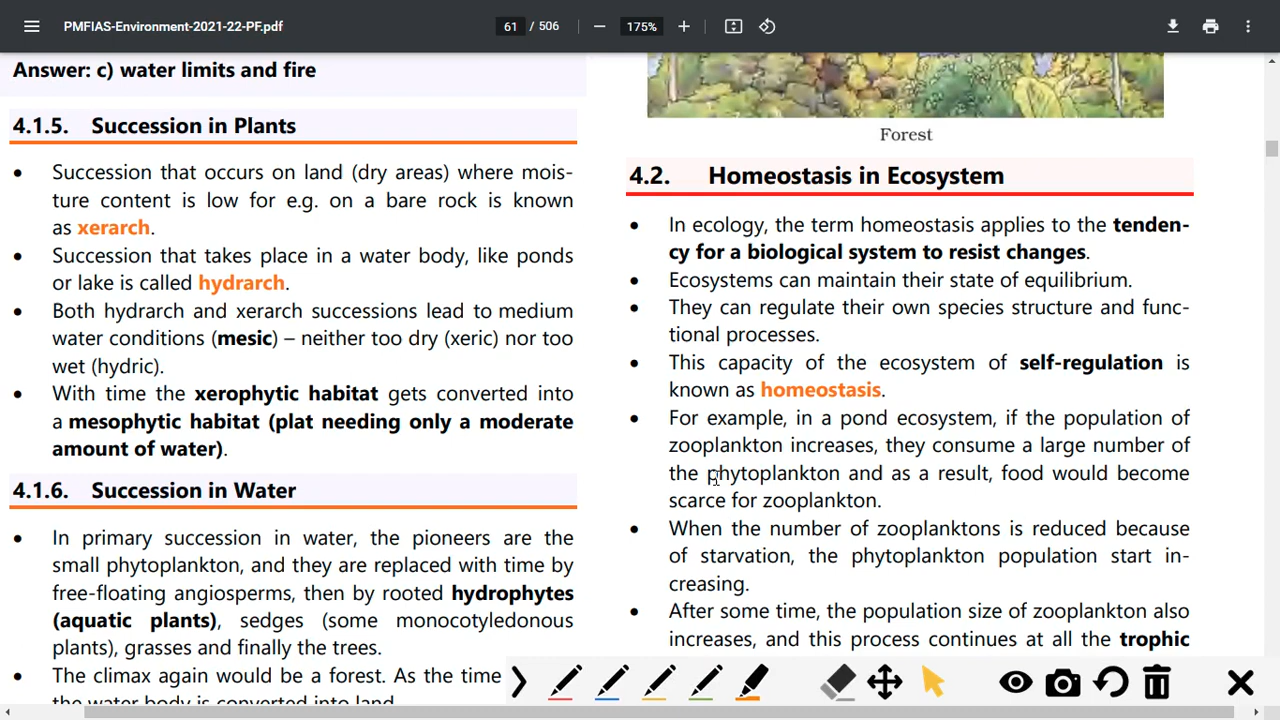 PMFIAS-Environment-2021-22-PF.pdf
61 / 506
175%
Answer: c) water limits and fire
4.1.5. Succession in Plants
• Succession that occurs on land (dry areas) where mois-
ture content is low for e.g. on a bare rock is known
as xerarch.
• Succession that takes place in a water body, like ponds
or lake is called hydrarch.
• Both hydrarch and xerarch successions lead to medium
water conditions (mesic) – neither too dry (xeric) nor too
wet (hydric).
• With time the xerophytic habitat gets converted into
a mesophytic habitat (plat needing only a moderate
amount of water).
4.1.6. Succession in Water
• In primary succession in water, the pioneers are the
small phytoplankton, and they are replaced with time by
free-floating angiosperms, then by rooted hydrophytes
(aquatic plants), sedges (some monocotyledonous
plants), grasses and finally the trees.
• The climax again would be a forest. As the time
the water body is converted into land.
Forest
4.2. Homeostasis in Ecosystem
• In ecology, the term homeostasis applies to the tenden-
cy for a biological system to resist changes.
• Ecosystems can maintain their state of equilibrium.
• They can regulate their own species structure and func-
tional processes.
• This capacity of the ecosystem of self-regulation is
known as homeostasis.
• For example, in a pond ecosystem, if the population of
zooplankton increases, they consume a large number of
the phytoplankton and as a result, food would become
scarce for zooplankton.
• When the number of zooplanktons is reduced because
of starvation, the phytoplankton population start in-
creasing.
• After some time, the population size of zooplankton also
increases, and this process continues at all the trophic